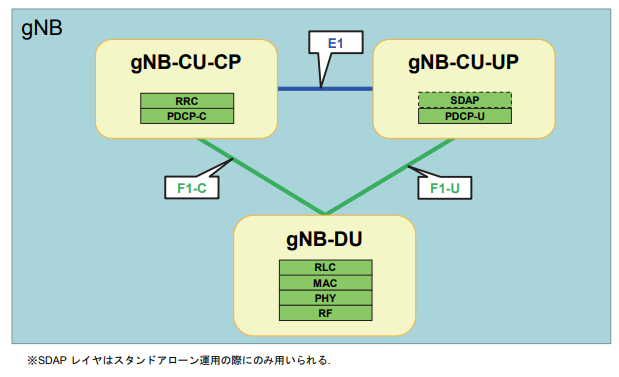 gNB
E1
gNB-CU-CP
RRC
PDCP-C
gNB-CU-UP
SDAP
PDCP-U
F1-C
F1-U
gNB-DU
RLC
MAC
PHY
RF
※SDAP レイヤはスタンドアローン運用の際にのみ用いられる.